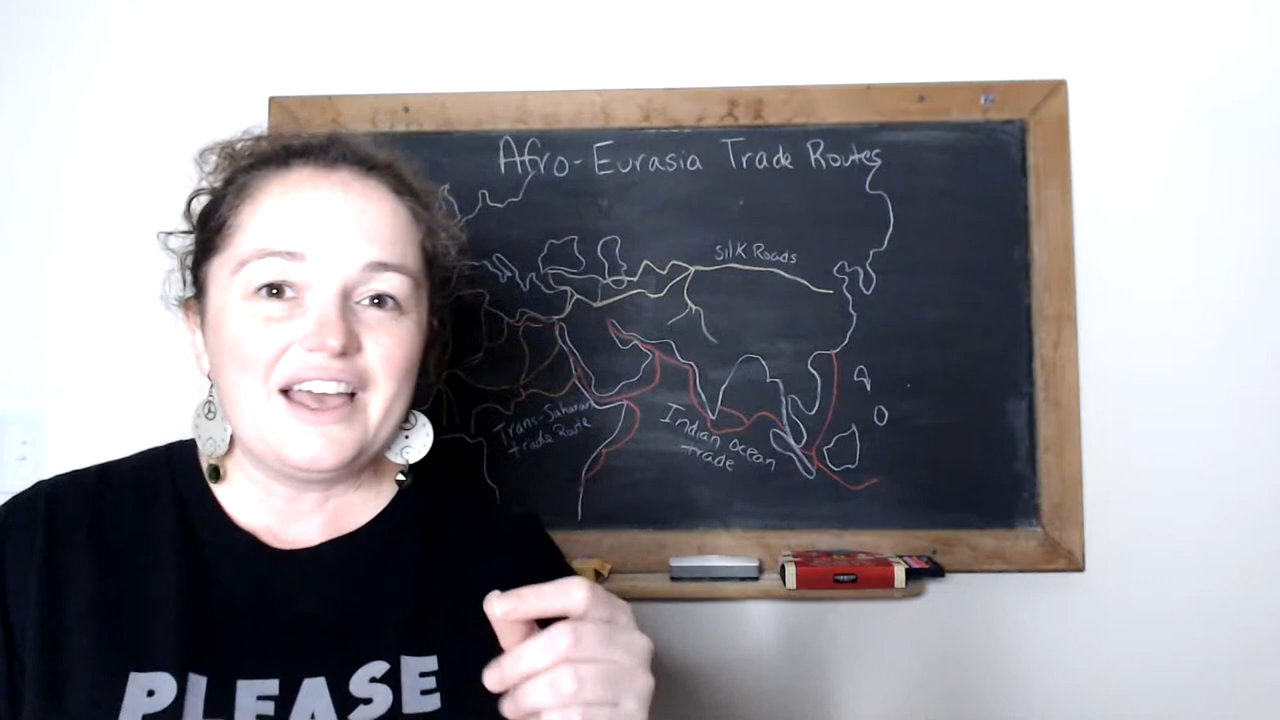 Afro-Eurasia Trade Routes
Silk Roads
Trans-Saharan
trade Route
Indian Ocean
trade
PLEASE